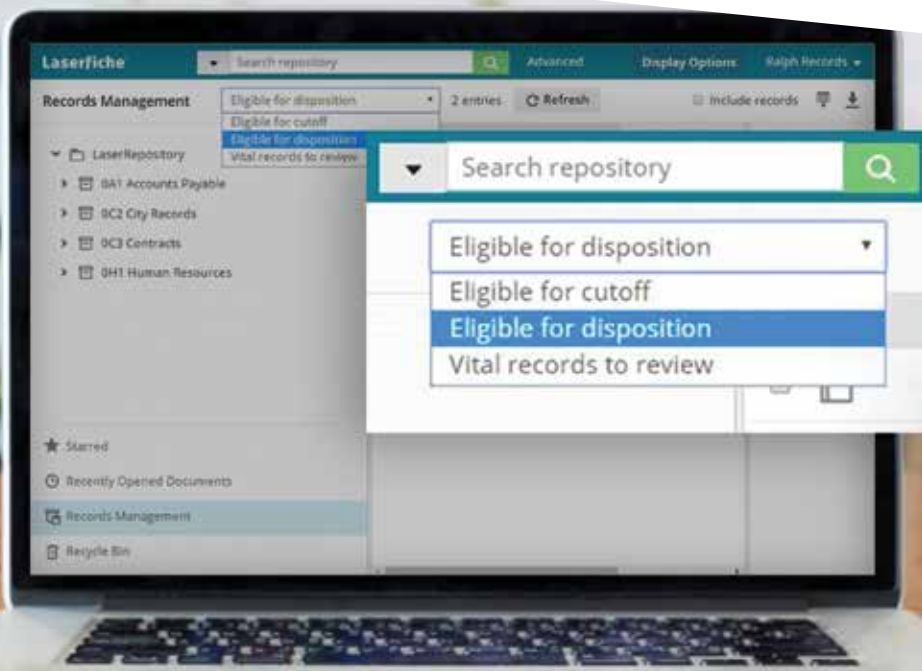 Laserfiche Search repository Advanced Display Options Ralph Records
Records Management Eligible for disposition 2 entries Refresh Include records
Eligible for cutoff
Eligible for disposition
Vital records to review
LaserRepository
0A1 Accounts Payable
0C2 City Records
0C3 Contracts
0H1 Human Resources
Starred
Recently Opened Documents
Records Management
Recycle Bin
Search repository
Eligible for disposition
Eligible for cutoff
Eligible for disposition
Vital records to review